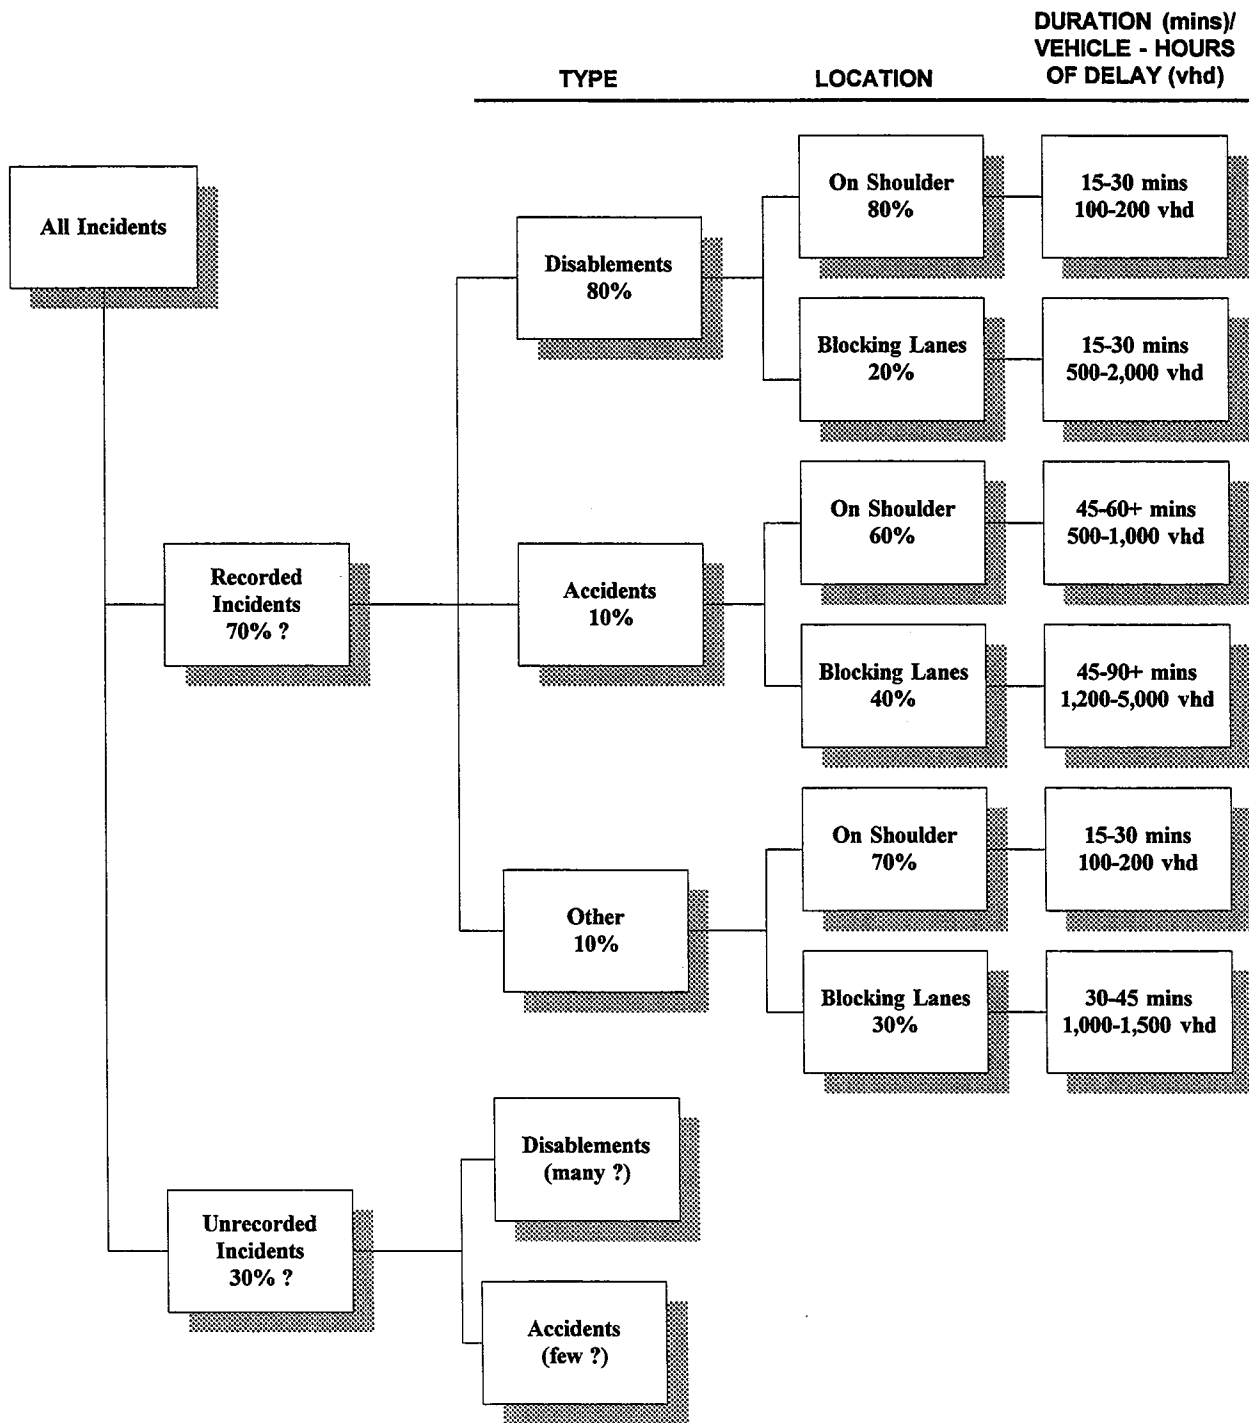 DURATION (mins)/
VEHICLE - HOURS
OF DELAY (vhd)
TYPE
LOCATION
All Incidents
Recorded
Incidents
70% ?
Disablements
80%
On Shoulder
80%
15-30 mins
100-200 vhd
Blocking Lanes
20%
15-30 mins
500-2,000 vhd
Accidents
10%
On Shoulder
60%
45-60+ mins
500-1,000 vhd
Blocking Lanes
40%
45-90+ mins
1,200-5,000 vhd
Other
10%
On Shoulder
70%
15-30 mins
100-200 vhd
Blocking Lanes
30%
30-45 mins
1,000-1,500 vhd
Unrecorded
Incidents
30% ?
Disablements
(many ?)
Accidents
(few ?)